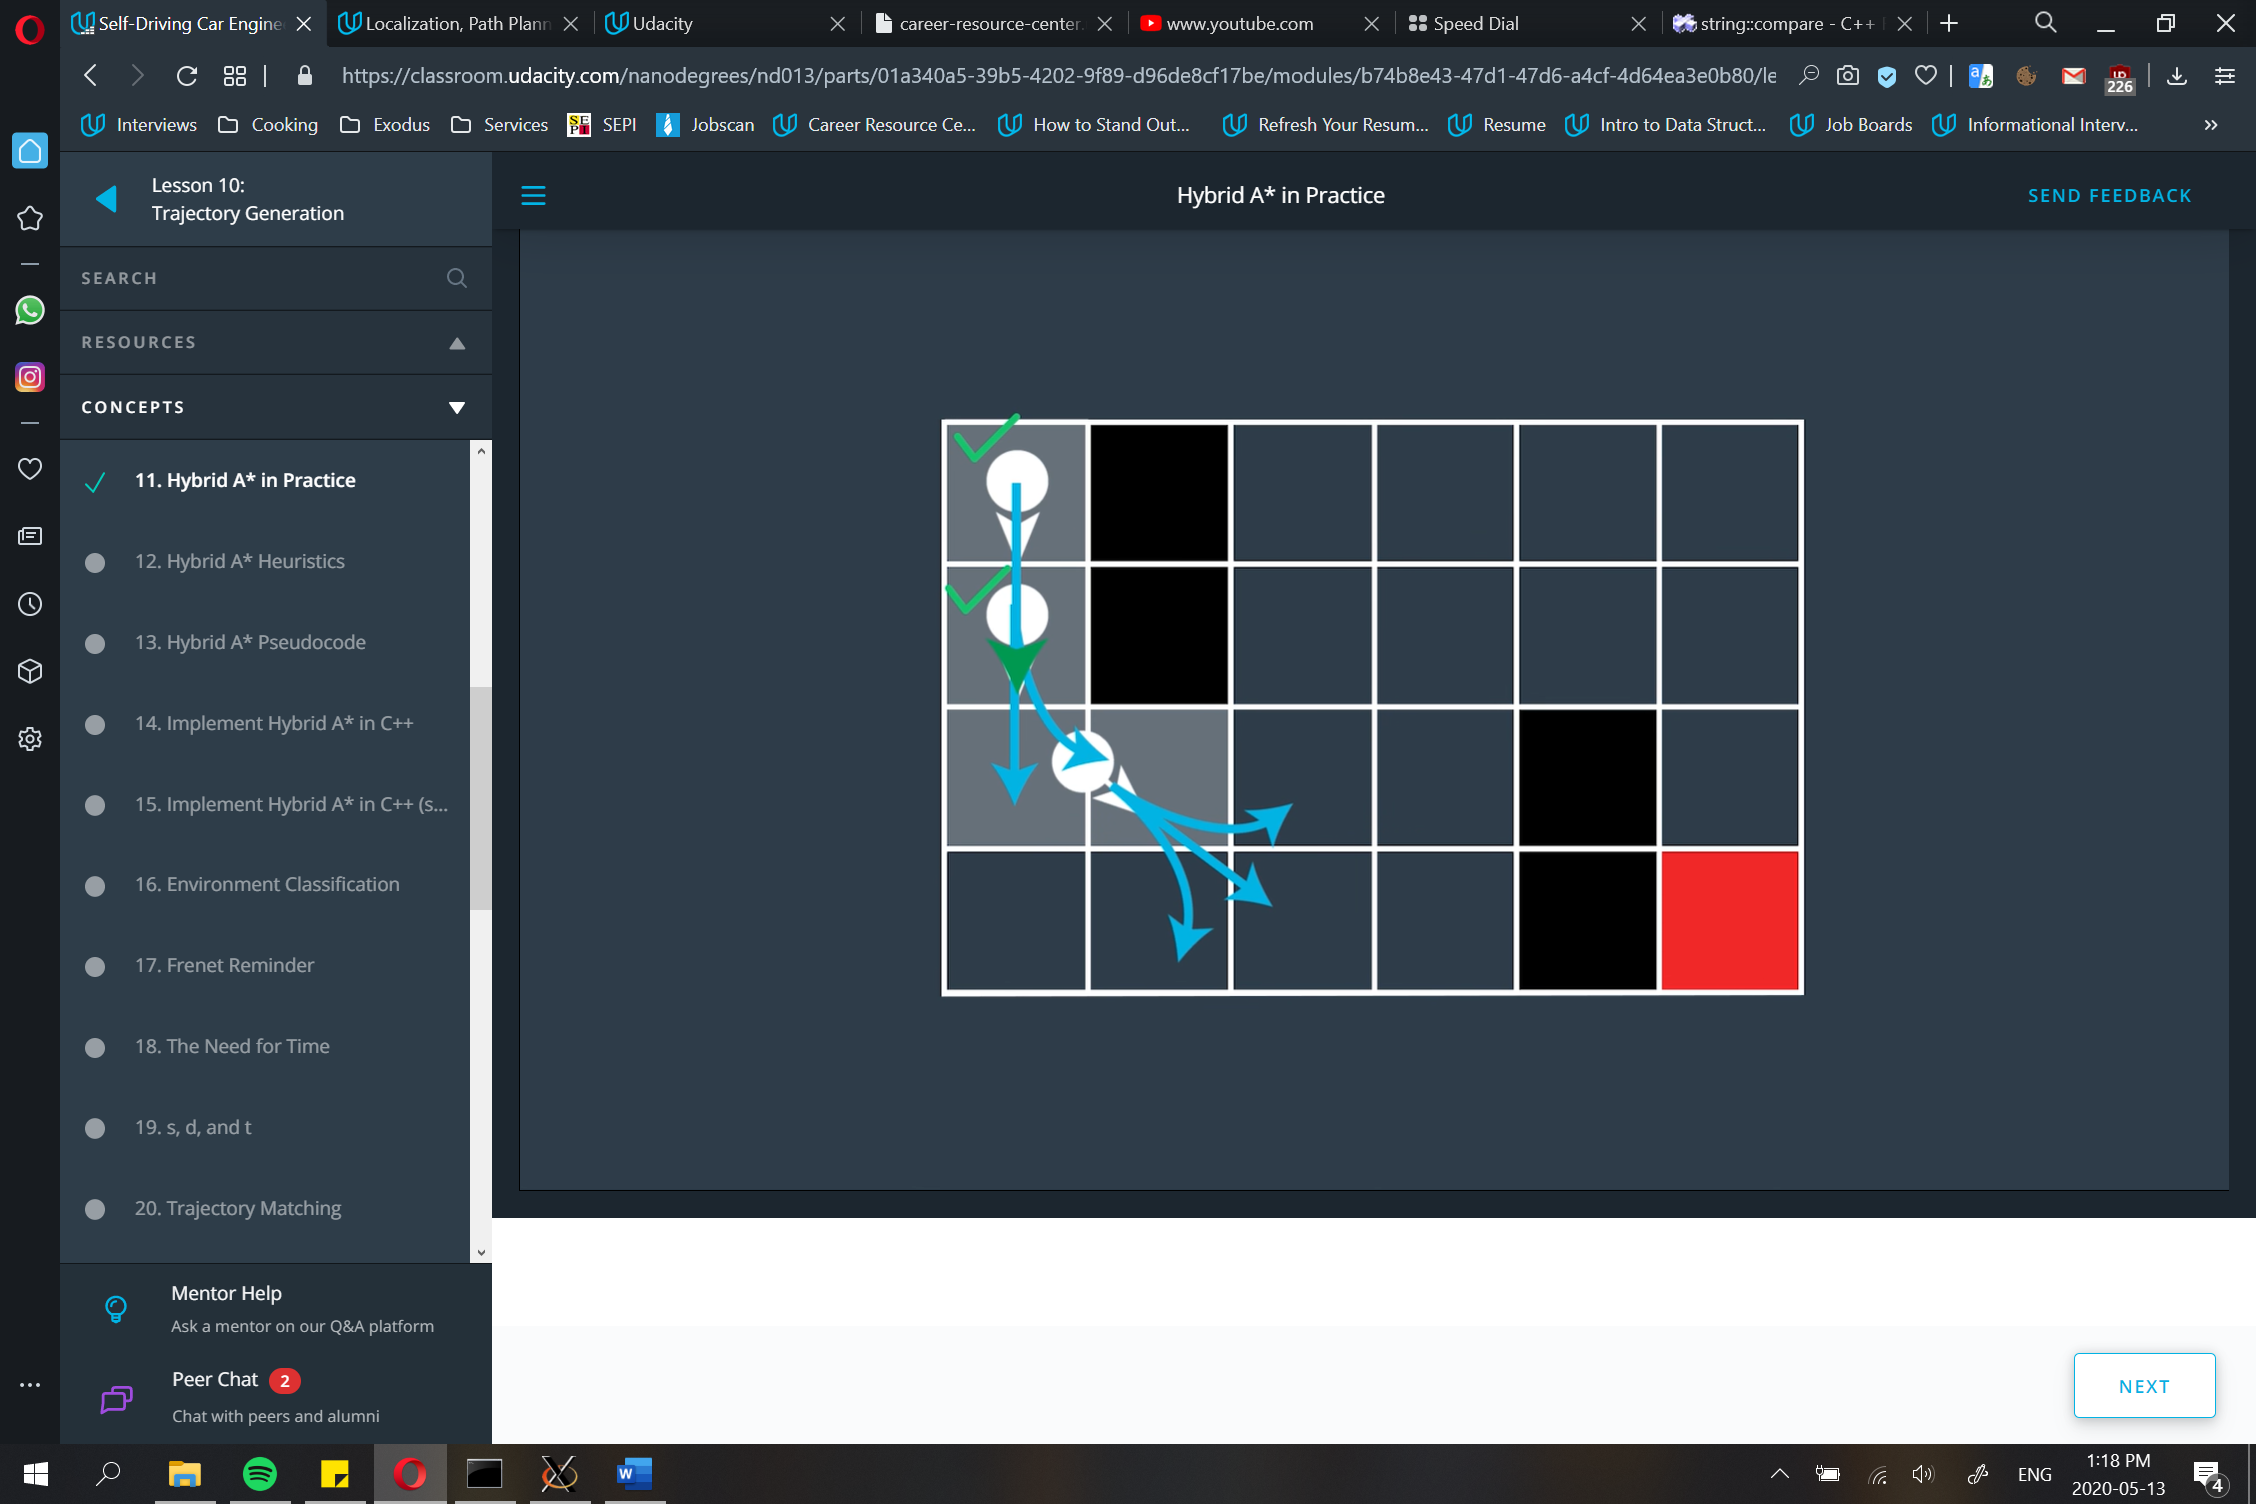 Self-Driving Car Engine
Localization, Path Plann
Udacity
career-resource-center.
www.youtube.com
Speed Dial
string::compare - C++
https://classroom.udacity.com/nanodegrees/nd013/parts/01a340a5-39b5-4202-9f89-d96de8cf17be/modules/b74b8e43-47d1-47d6-a4cf-4d64ea3e0b80/le
226
Interviews
Cooking
Exodus
Services
SEPI
Jobscan
Career Resource Ce...
How to Stand Out...
Refresh Your Resum...
Resume
Intro to Data Struct...
Job Boards
Informational Interv...
Lesson 10:
Trajectory Generation
Hybrid A* in Practice
SEND FEEDBACK
SEARCH
RESOURCES
CONCEPTS
11. Hybrid A* in Practice
12. Hybrid A* Heuristics
13. Hybrid A* Pseudocode
14. Implement Hybrid A* in C++
15. Implement Hybrid A* in C++ (s...
16. Environment Classification
17. Frenet Reminder
18. The Need for Time
19. s, d, and t
20. Trajectory Matching
Mentor Help
Ask a mentor on our Q&A platform
Peer Chat 2
Chat with peers and alumni
NEXT
ENG
1:18 PM
2020-05-13
4